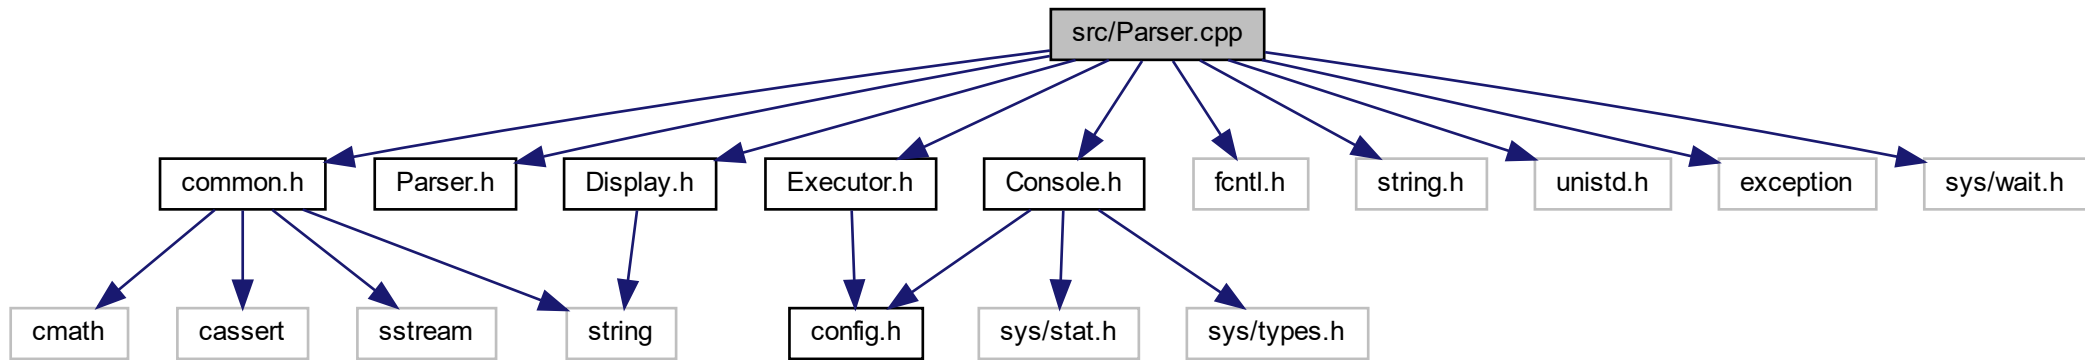 src/Parser.cpp
common.h
Parser.h
Display.h
Executor.h
Console.h
fcntl.h
string.h
unistd.h
exception
sys/wait.h
cmath
cassert
sstream
string
config.h
sys/stat.h
sys/types.h